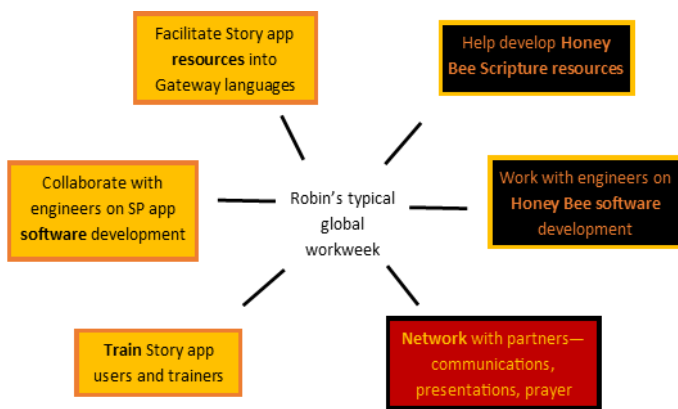 Facilitate Story app
resources into
Gateway languages
Help develop Honey
Bee Scripture resources
Collaborate with
engineers on SP app
software development
Robin's typical
global
workweek
Work with engineers on
Honey Bee software
development
Train Story app
users and trainers
Network with partners—
communications,
presentations, prayer